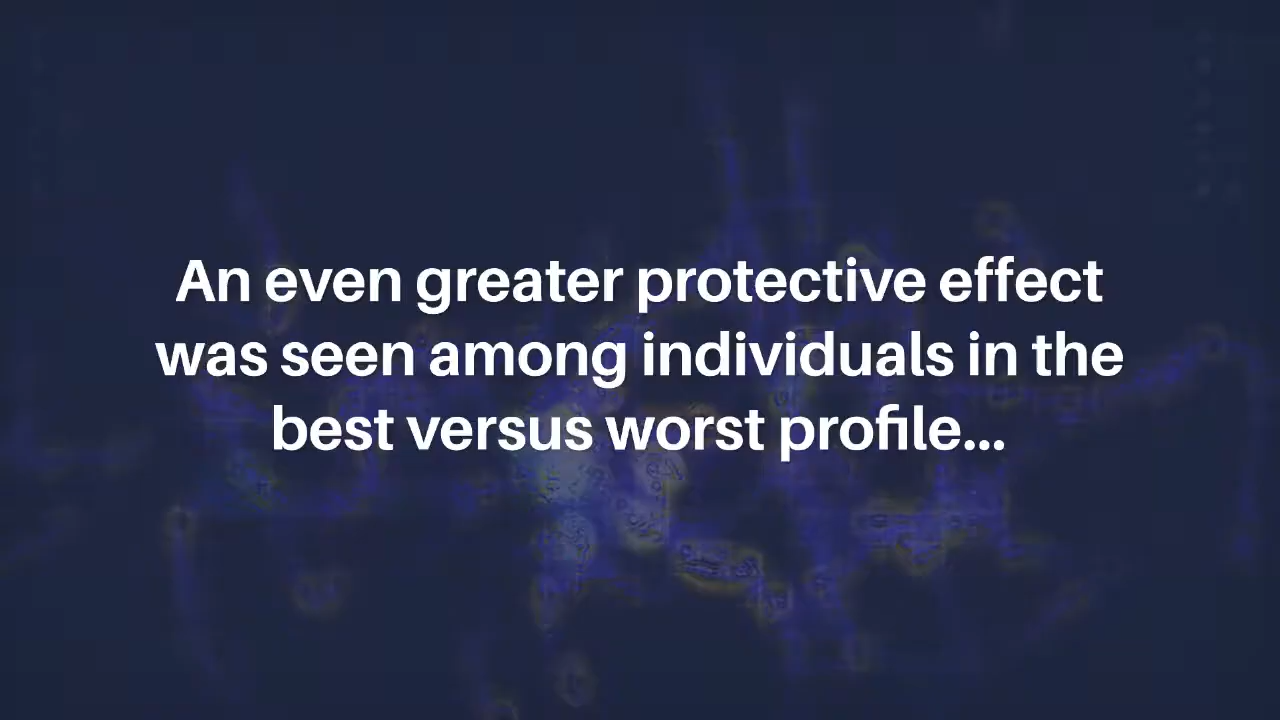 An even greater protective effect
was seen among individuals in the
best versus worst profile...